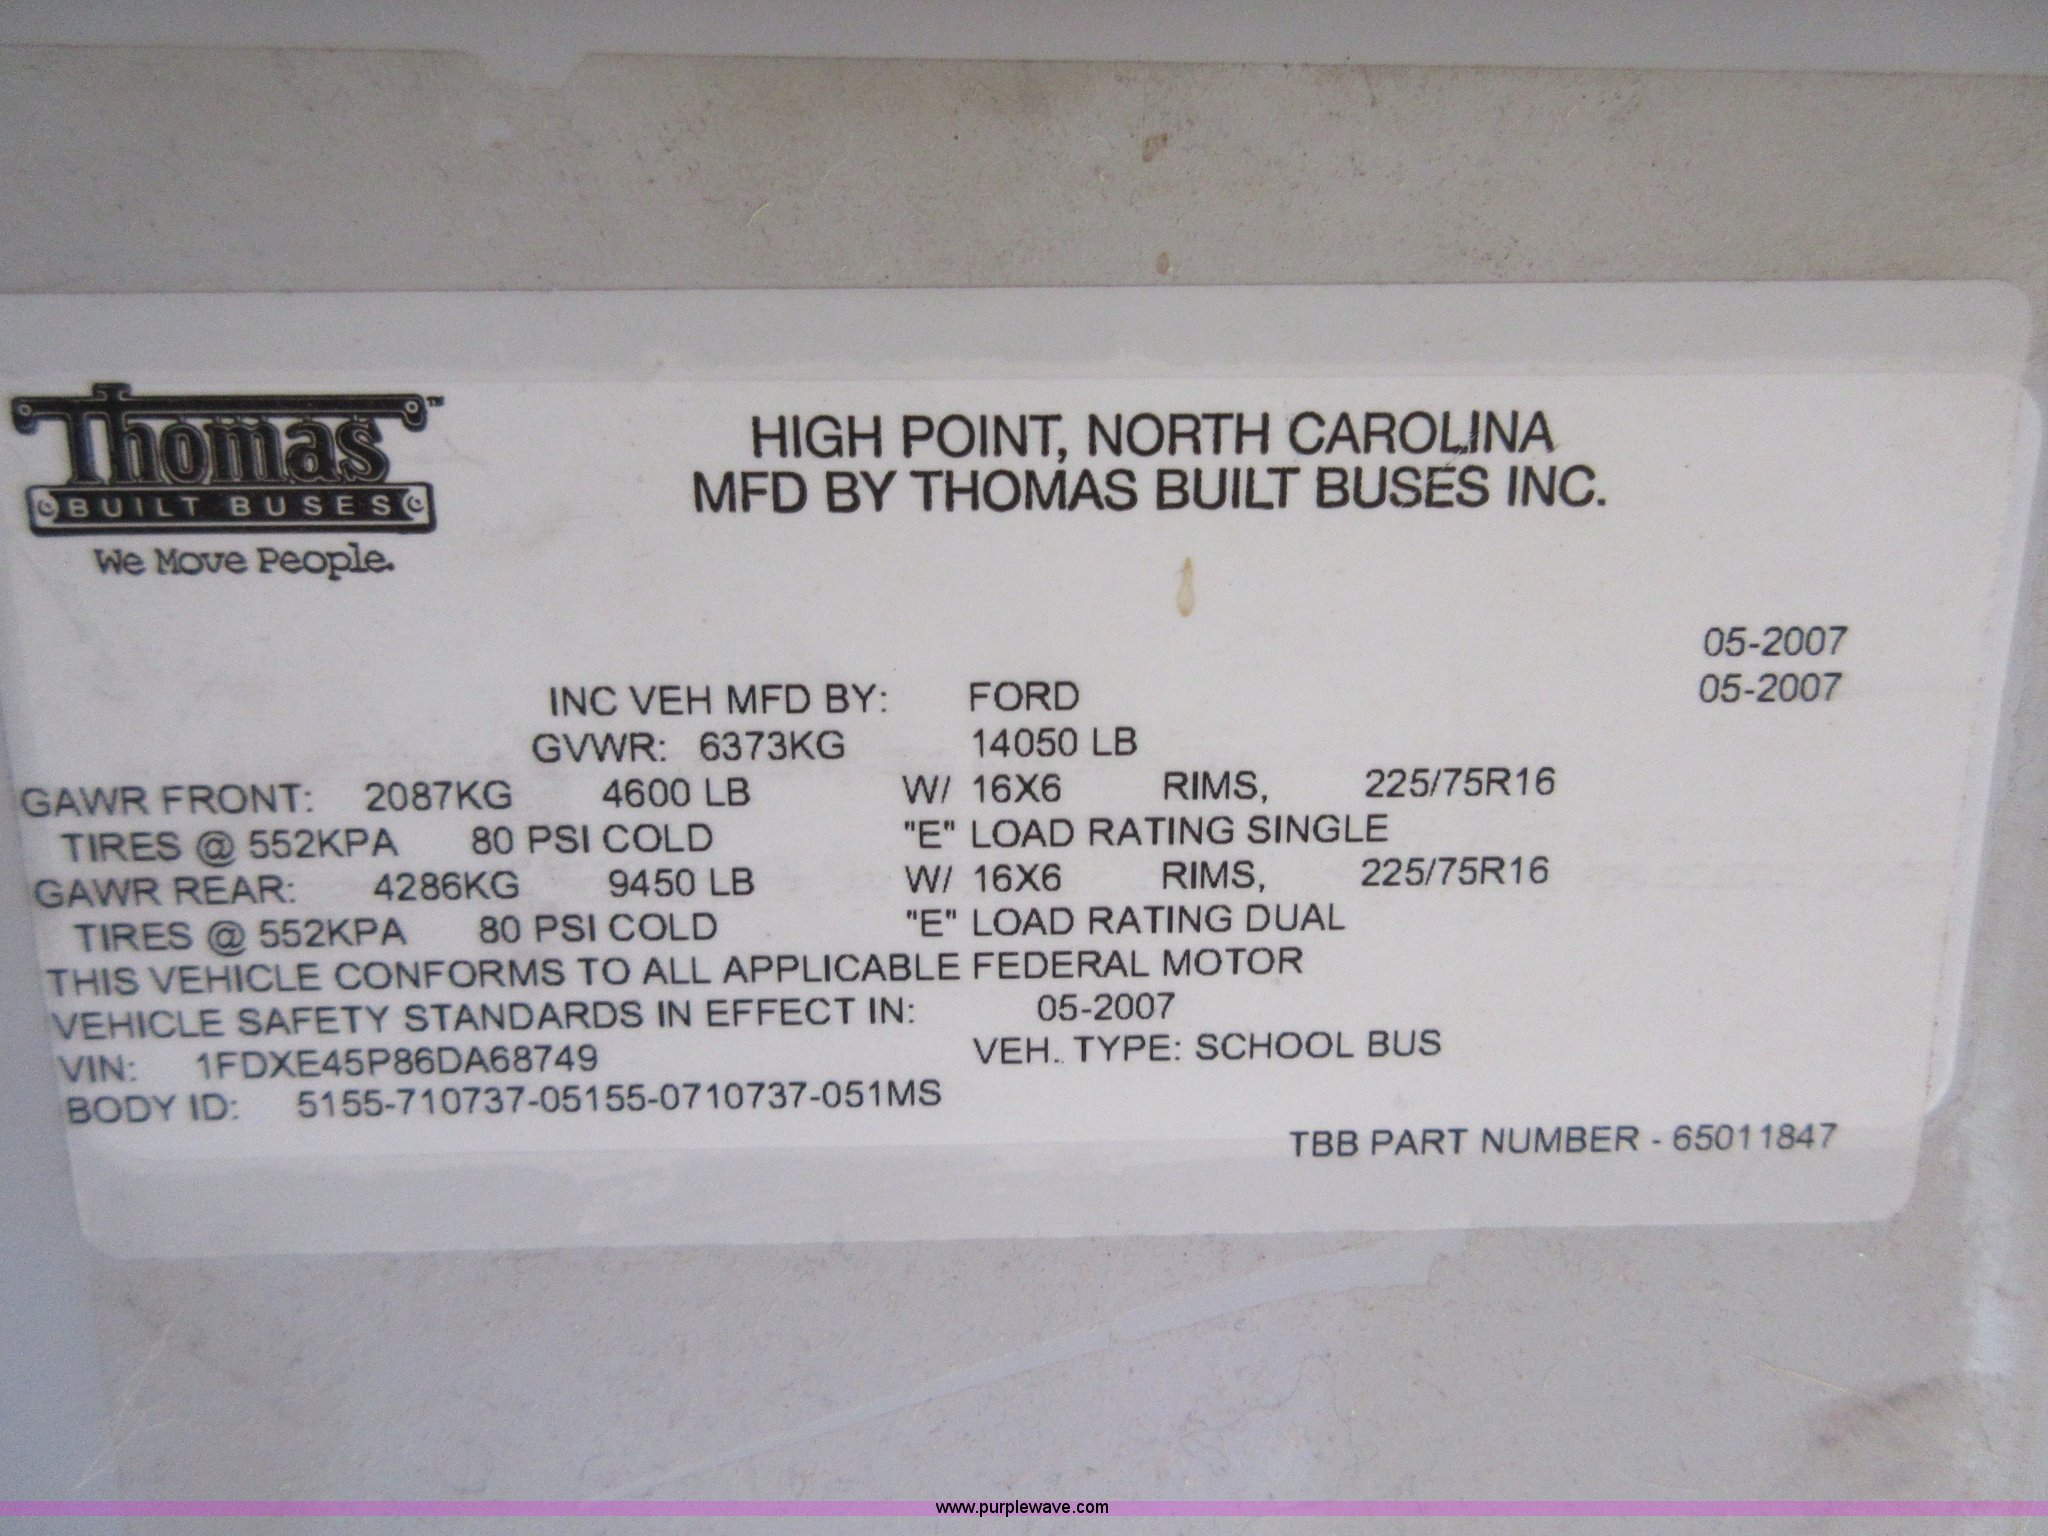 Thomas™
BUILT BUSES
We Move People.
HIGH POINT, NORTH CAROLINA
MFD BY THOMAS BUILT BUSES INC.
05-2007
INC VEH MFD BY: FORD 05-2007
GVWR: 6373KG 14050 LB
GAWR FRONT: 2087KG 4600 LB W/ 16X6 RIMS, 225/75R16
TIRES @ 552KPA 80 PSI COLD "E" LOAD RATING SINGLE
GAWR REAR: 4286KG 9450 LB W/ 16X6 RIMS, 225/75R16
TIRES @ 552KPA 80 PSI COLD "E" LOAD RATING DUAL
THIS VEHICLE CONFORMS TO ALL APPLICABLE FEDERAL MOTOR
VEHICLE SAFETY STANDARDS IN EFFECT IN: 05-2007
VIN: 1FDXE45P86DA68749 VEH. TYPE: SCHOOL BUS
BODY ID: 5155-710737-05155-0710737-051MS
TBB PART NUMBER - 65011847
www.purplewave.com